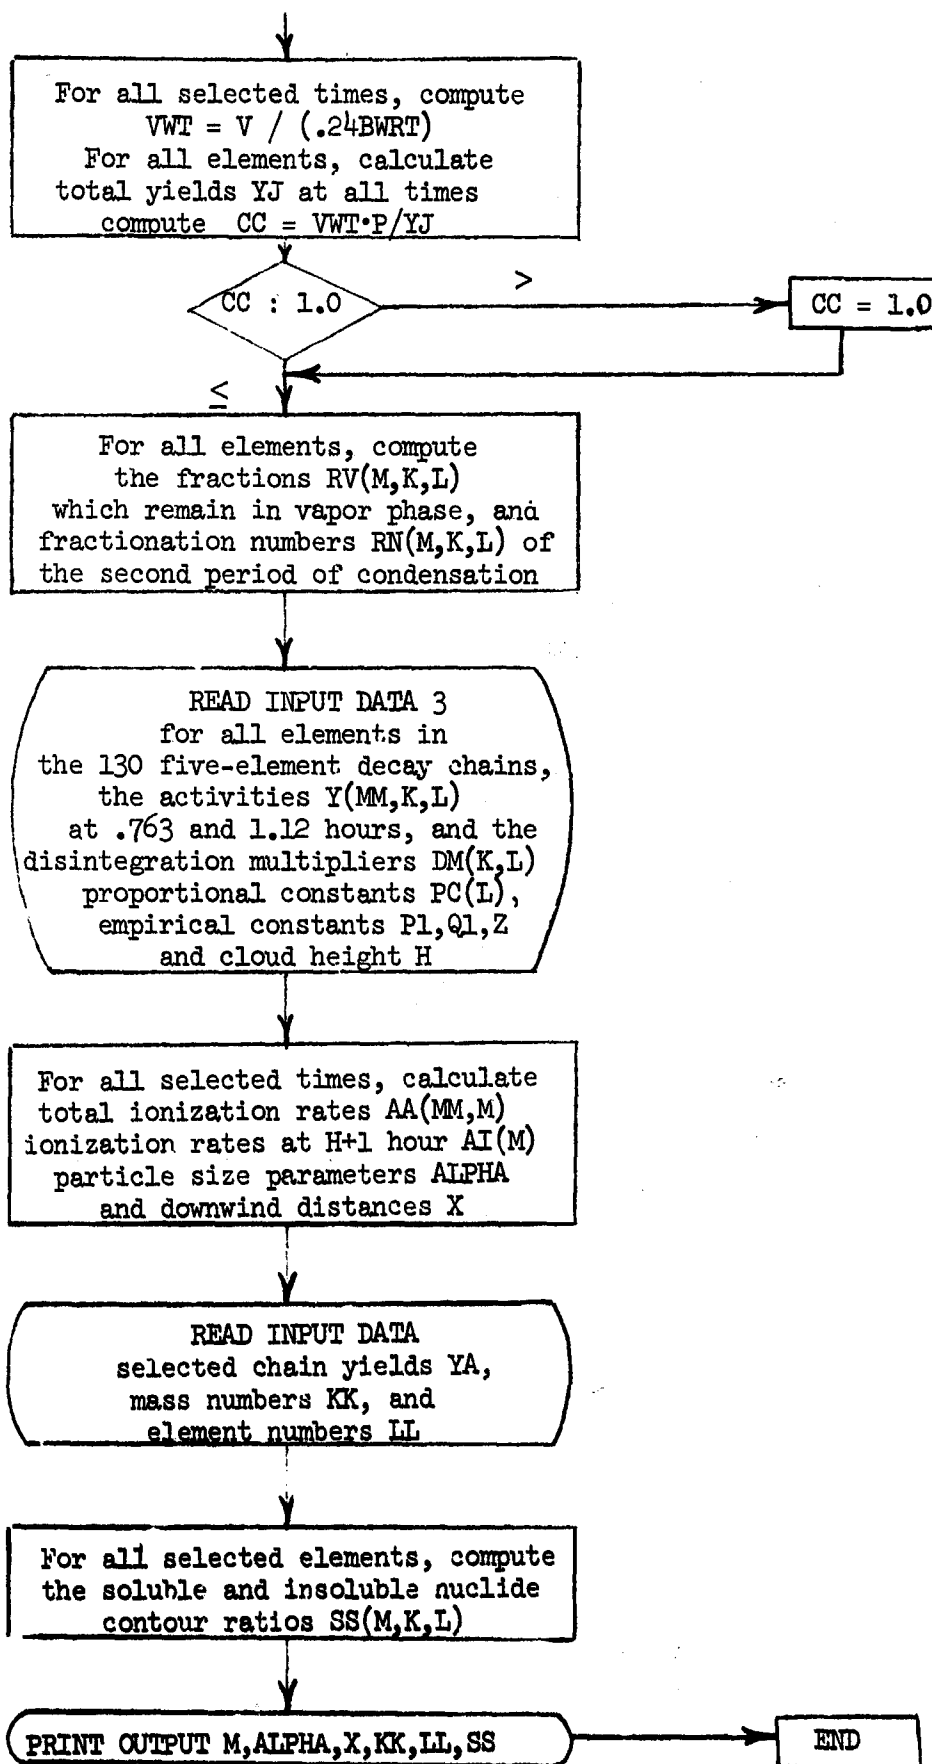 For all selected times, compute
VWT = V / (.24BWRT)
For all elements, calculate
total yields YJ at all times
compute CC = VWT·P/YJ
CC : 1.0
>
CC = 1.0
≤
For all elements, compute
the fractions RV(M,K,L)
which remain in vapor phase, and
fractionation numbers RN(M,K,L) of
the second period of condensation
READ INPUT DATA 3
for all elements in
the 130 five-element decay chains,
the activities Y(MM,K,L)
at .763 and 1.12 hours, and the
disintegration multipliers DM(K,L)
proportional constants PC(L),
empirical constants P1,Q1,Z
and cloud height H
For all selected times, calculate
total ionization rates AA(MM,M)
ionization rates at H+1 hour AI(M)
particle size parameters ALPHA
and downwind distances X
READ INPUT DATA
selected chain yields YA,
mass numbers KK, and
element numbers LL
For all selected elements, compute
the soluble and insoluble nuclide
contour ratios SS(M,K,L)
PRINT OUTPUT M,ALPHA,X,KK,LL,SS
END